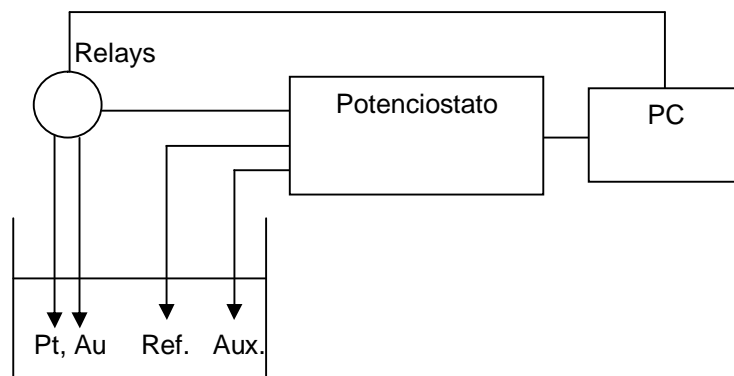 Relays
Potenciostato
PC
Pt, Au
Ref.
Aux.